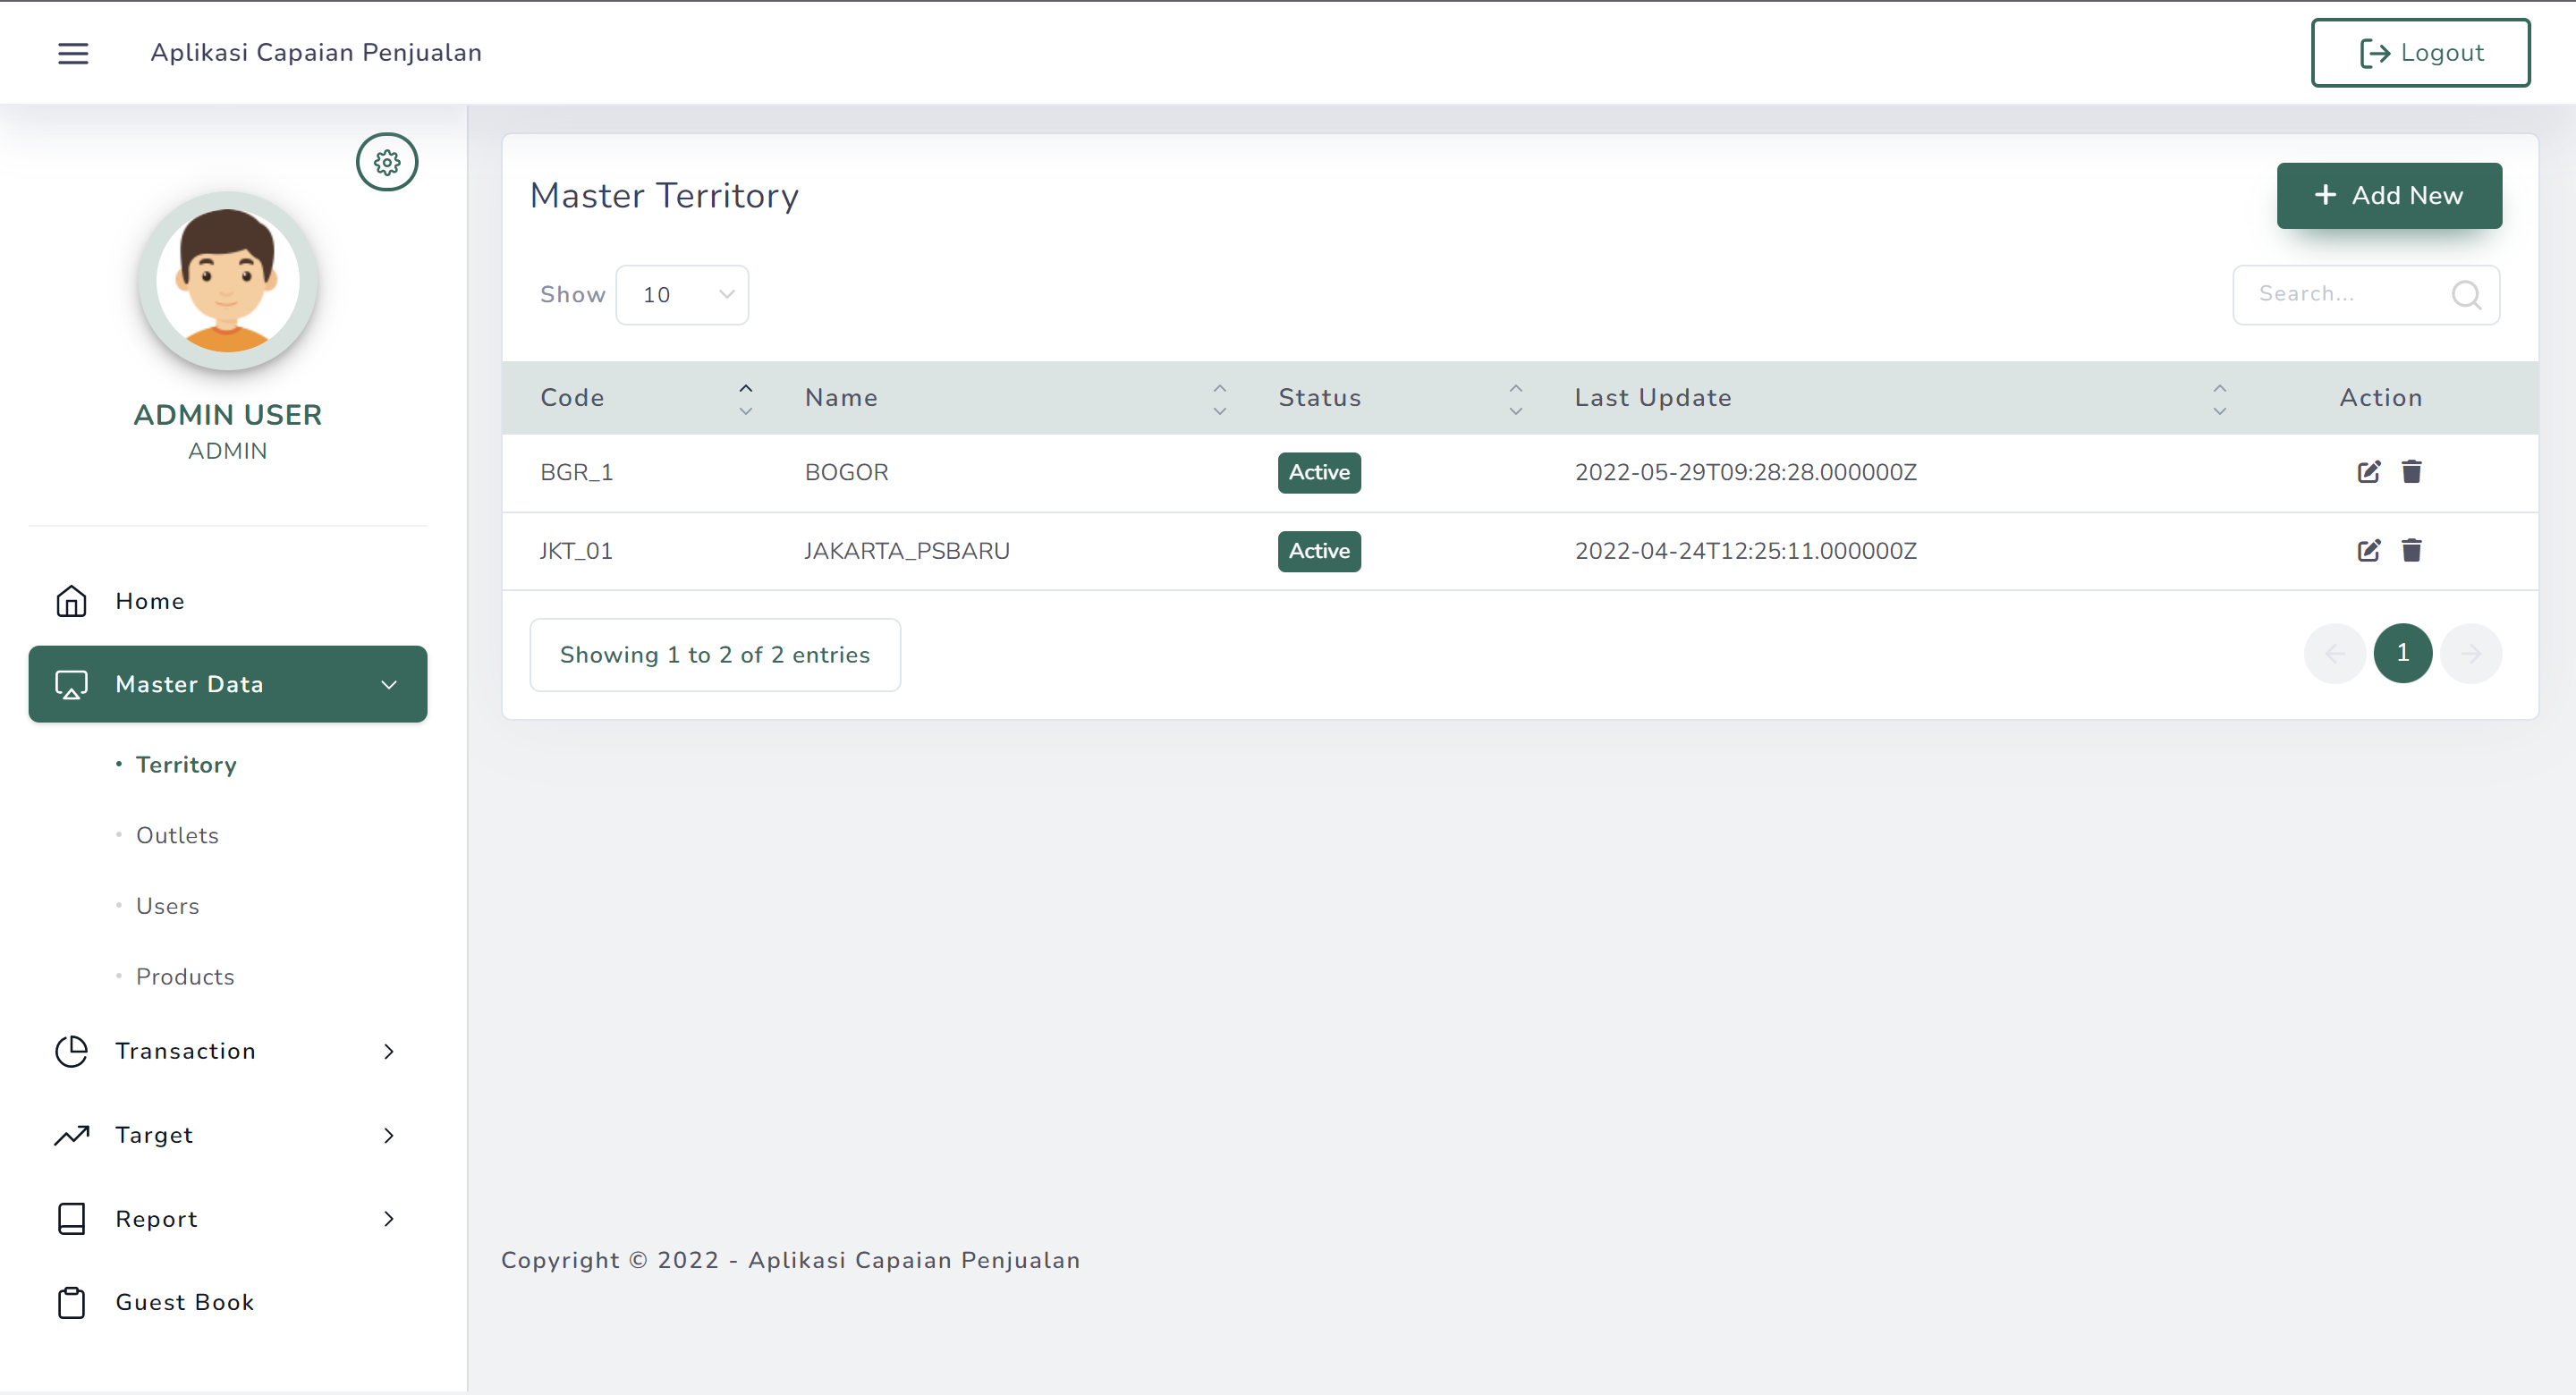 Aplikasi Capaian Penjualan
Logout
ADMIN USER
ADMIN
Home
Master Data
Territory
Outlets
Users
Products
Transaction
Target
Report
Guest Book
Master Territory
Add New
Show 10
Search...
Code Name Status Last Update Action
BGR_1 BOGOR Active 2022-05-29T09:28:28.000000Z
JKT_01 JAKARTA_PSBARU Active 2022-04-24T12:25:11.000000Z
Showing 1 to 2 of 2 entries
1
Copyright © 2022 - Aplikasi Capaian Penjualan